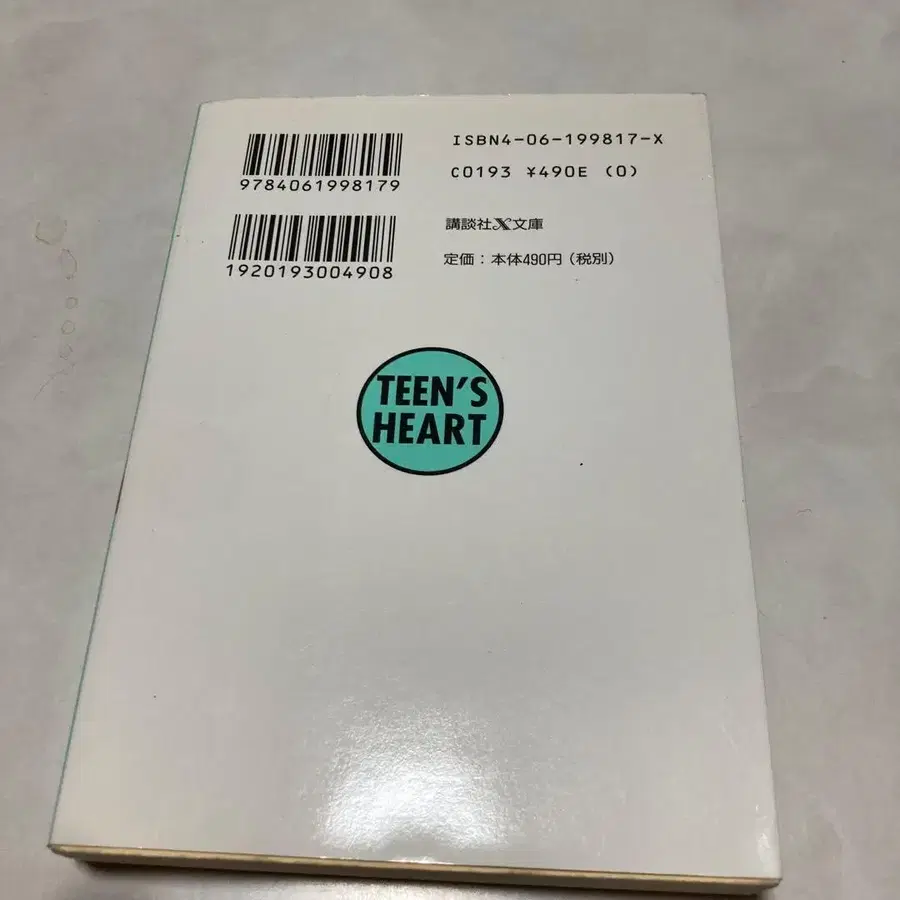 9784061998179
1920193004908
ISBN4-06-199817-X
C0193 ¥490E (0)
講談社X文庫
定価：本体490円（税別）
TEEN'S
HEART